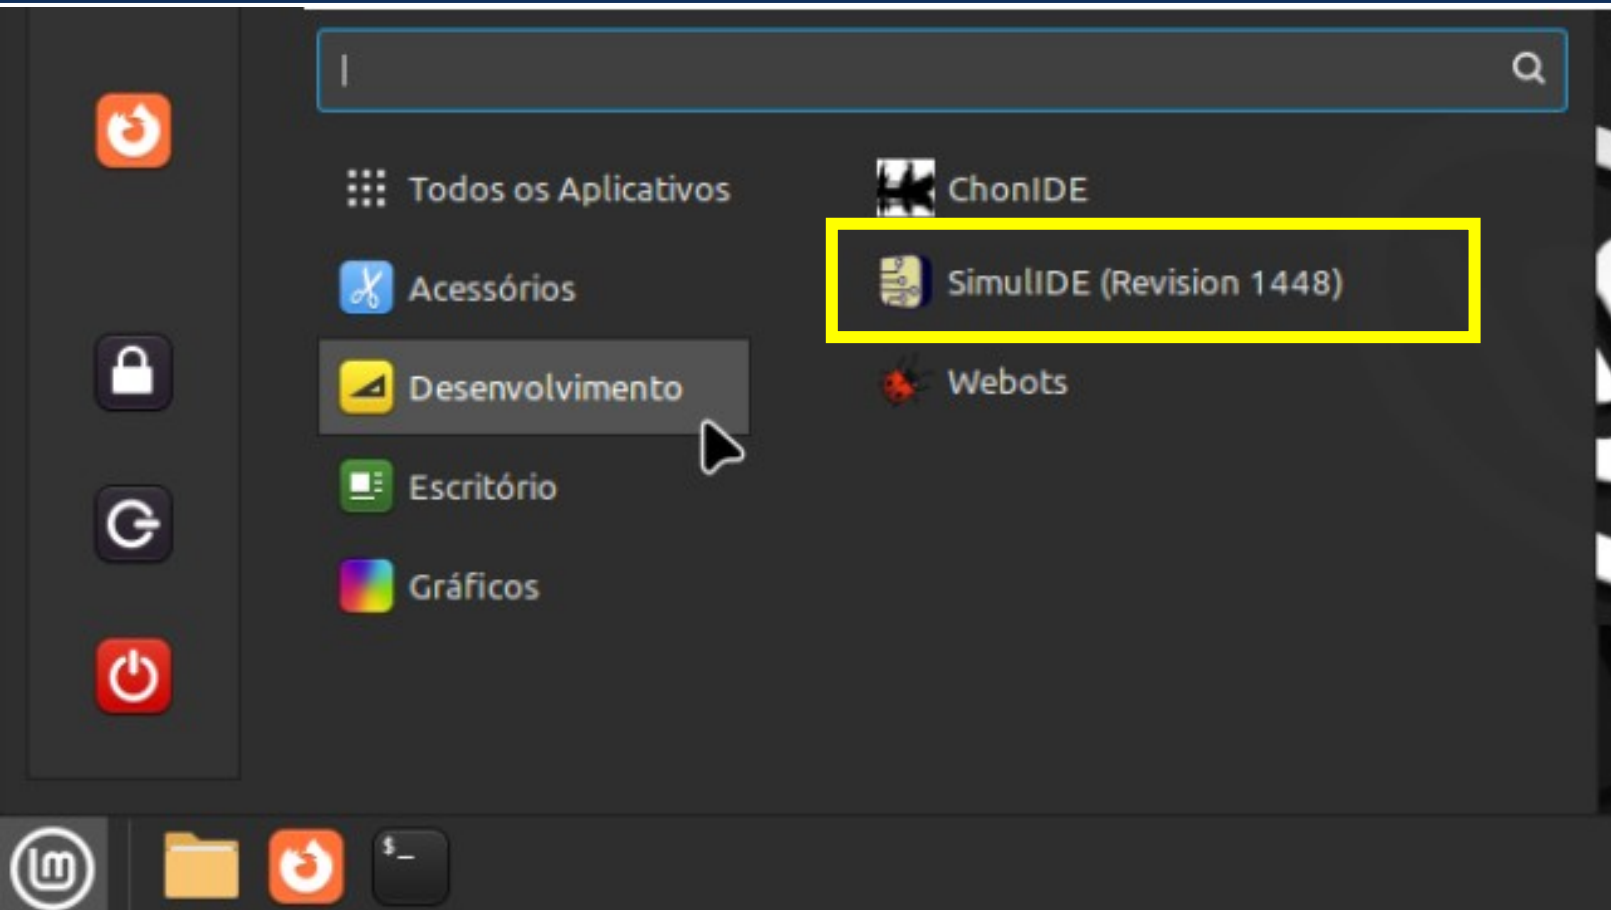 Todos os Aplicativos
Acessórios
Desenvolvimento
Escritório
Gráficos
ChonIDE
SimulIDE (Revision 1448)
Webots
$_